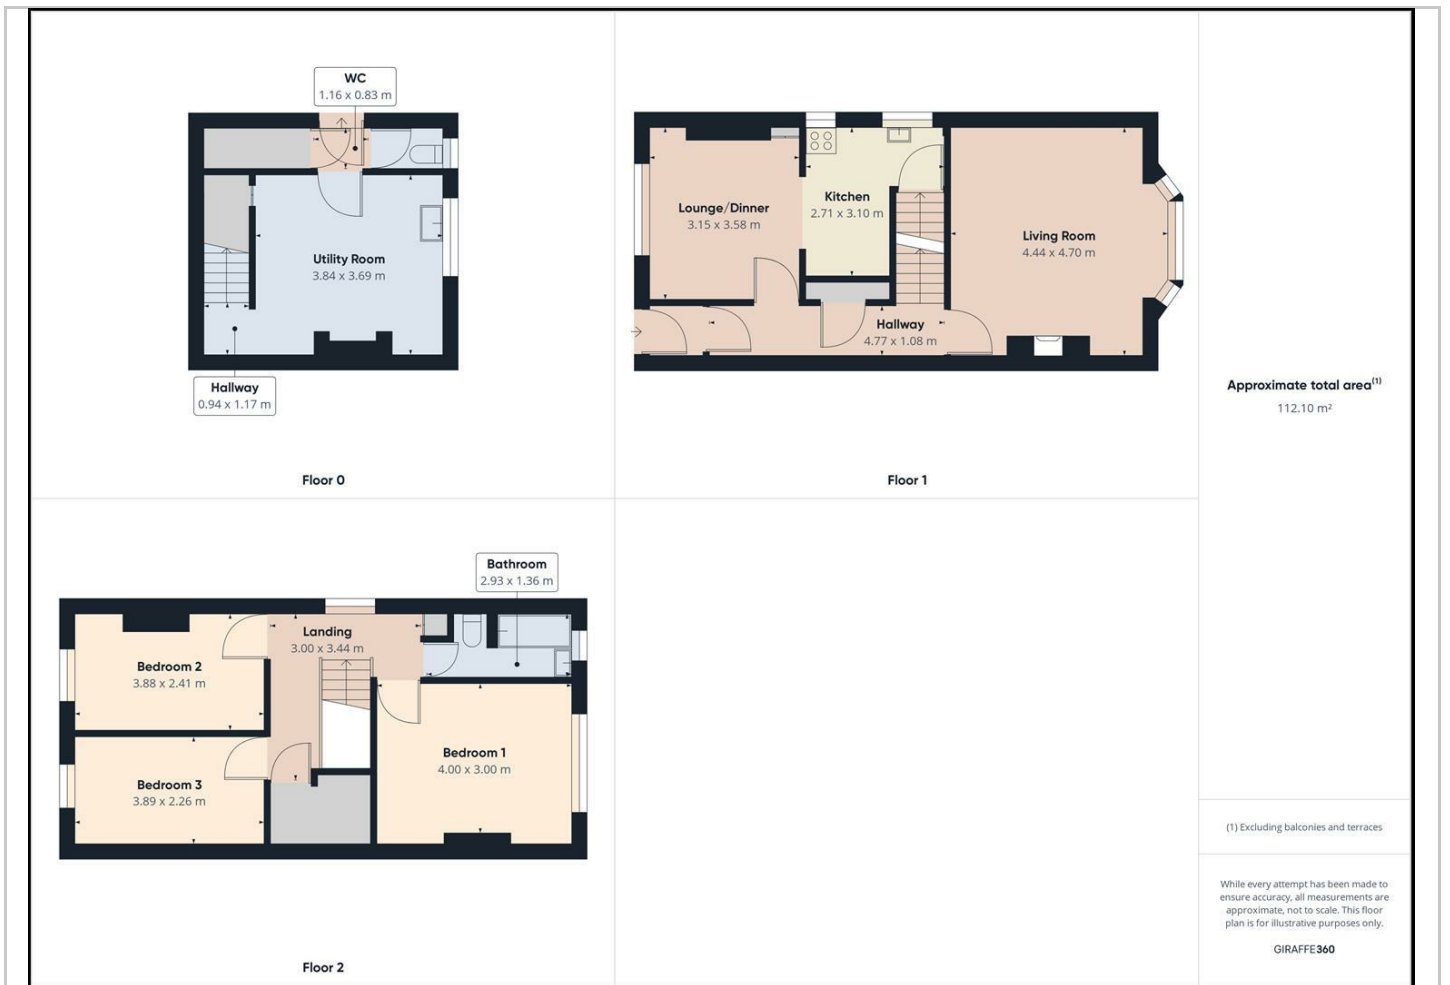 WC
1.16 x 0.83 m
Utility Room
3.84 x 3.69 m
Hallway
0.94 x 1.17 m
Floor 0
Lounge/Dinner
3.15 x 3.58 m
Kitchen
2.71 x 3.10 m
Living Room
4.44 x 4.70 m
Hallway
4.77 x 1.08 m
Floor 1
Approximate total area(1)
112.10 m²
Bathroom
2.93 x 1.36 m
Landing
3.00 x 3.44 m
Bedroom 2
3.88 x 2.41 m
Bedroom 1
4.00 x 3.00 m
Bedroom 3
3.89 x 2.26 m
Floor 2
(1) Excluding balconies and terraces
While every attempt has been made to
ensure accuracy, all measurements are
approximate, not to scale. This floor
plan is for illustrative purposes only.
GIRAFFE360